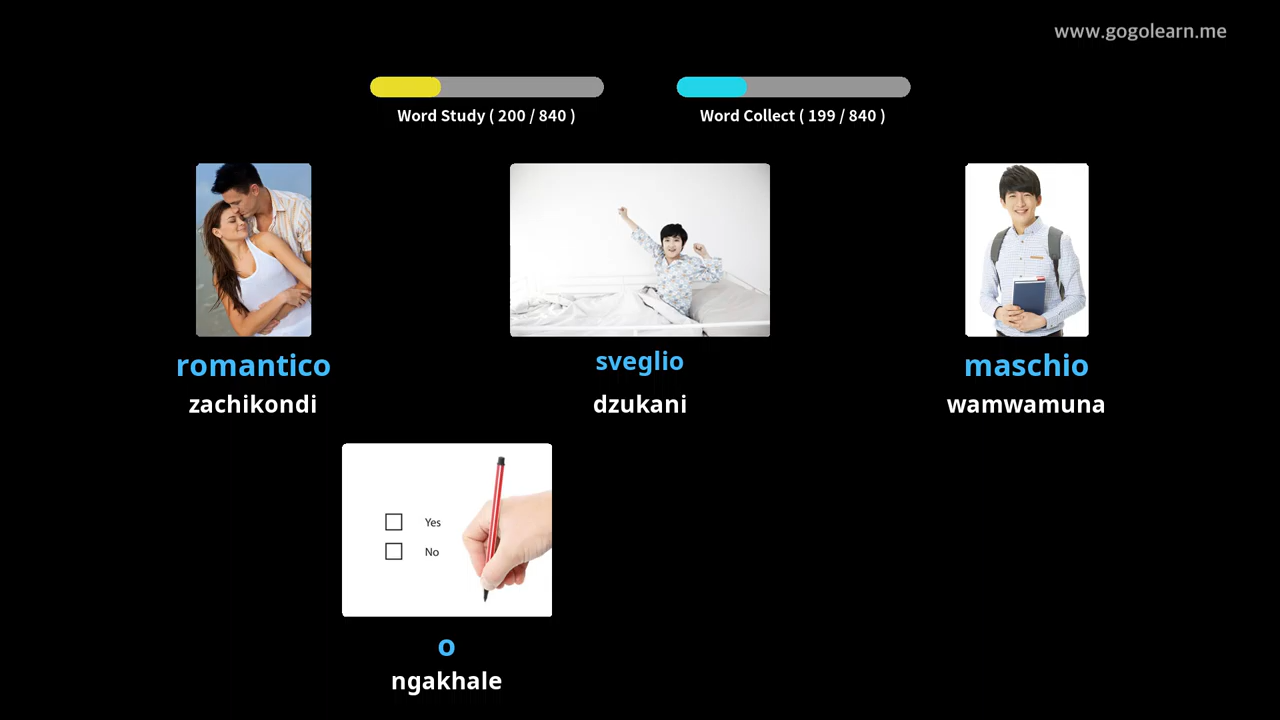 www.gogolearn.me
Word Study ( 200 / 840 )
Word Collect ( 199 / 840 )
romantico
zachikondi
sveglio
dzukani
maschio
wamwamuna
Yes
No
o
ngakhale